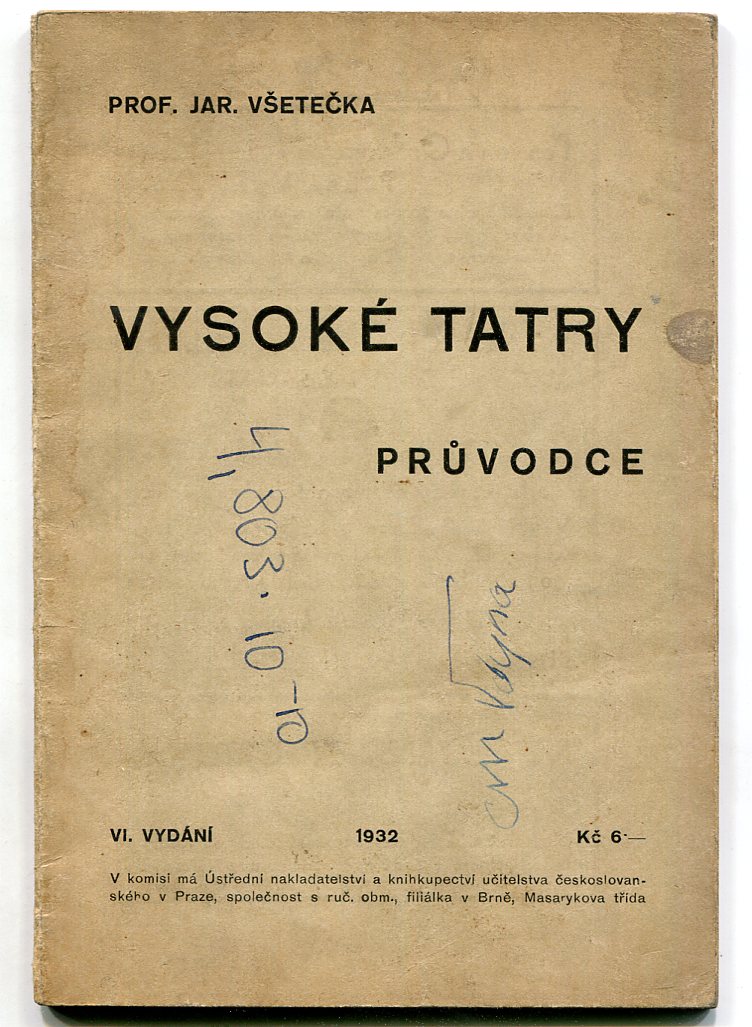 PROF. JAR. VŠETEČKA
VYSOKÉ TATRY
PRŮVODCE
4,803.10-
VI. VYDÁNÍ 1932 Kč 6·—
V komisi má Ústřední nakladatelství a knihkupectví učitelstva českoslovan-
ského v Praze, společnost s ruč. obm., filiálka v Brně, Masarykova třída